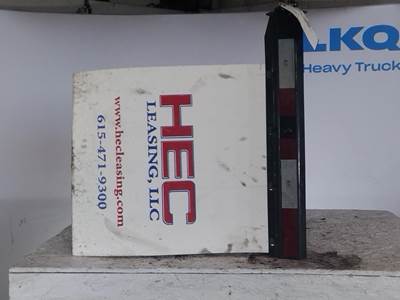 HEC
LEASING, LLC
www.hecleasing.com
615-471-9300
LKQ
Heavy Truck